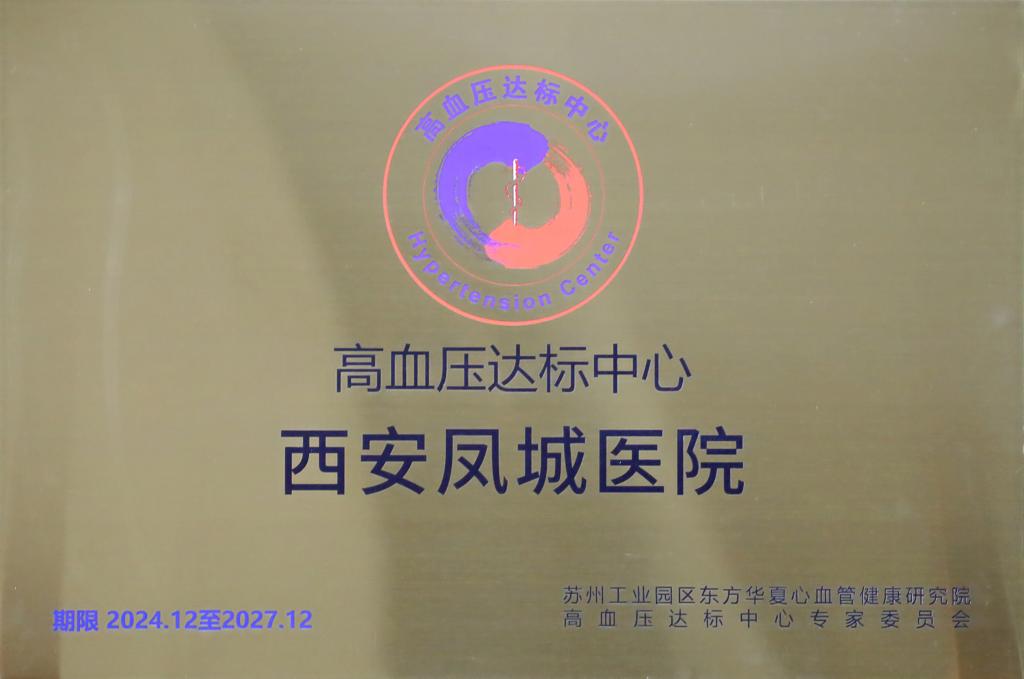 高血压达标中心
Hypertension Center
高血压达标中心
西安凤城医院
期限 2024.12至2027.12
苏州工业园区东方华夏心血管健康研究院
高血压达标中心专家委员会